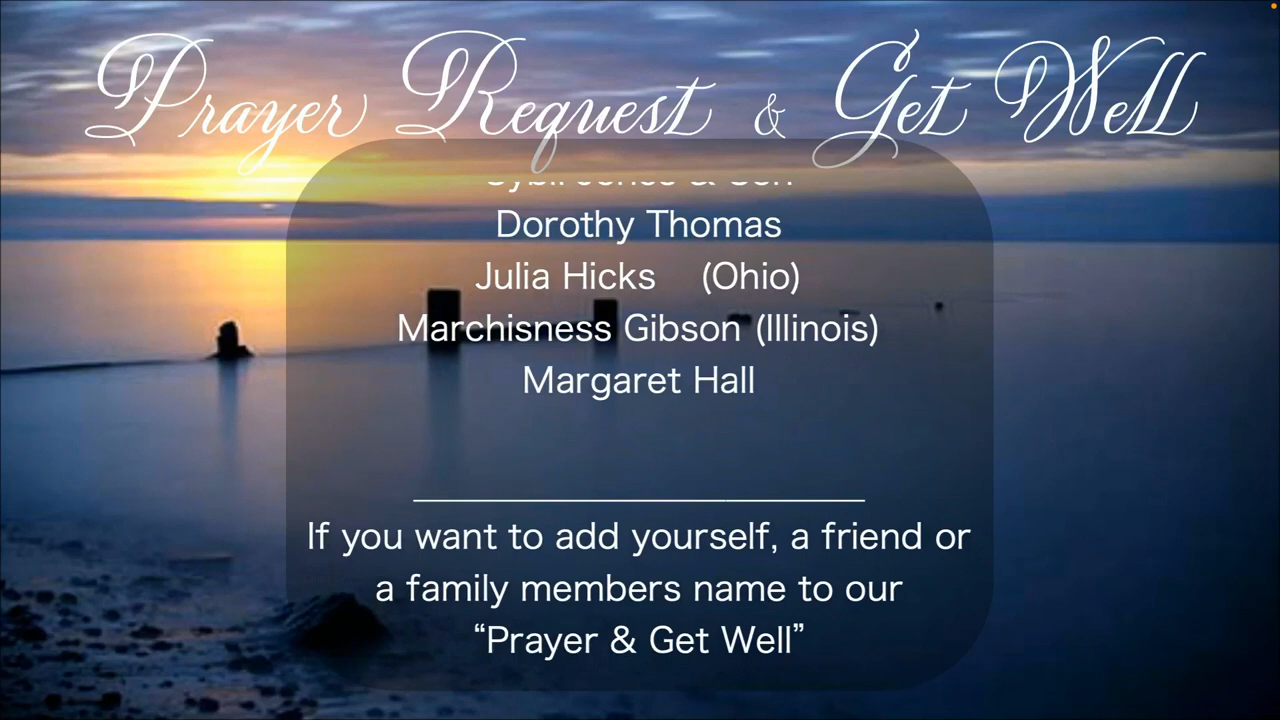 Prayer Request & Get Well
Dorothy Thomas
Julia Hicks (Ohio)
Marchisness Gibson (Illinois)
Margaret Hall
If you want to add yourself, a friend or
a family members name to our
“Prayer & Get Well”